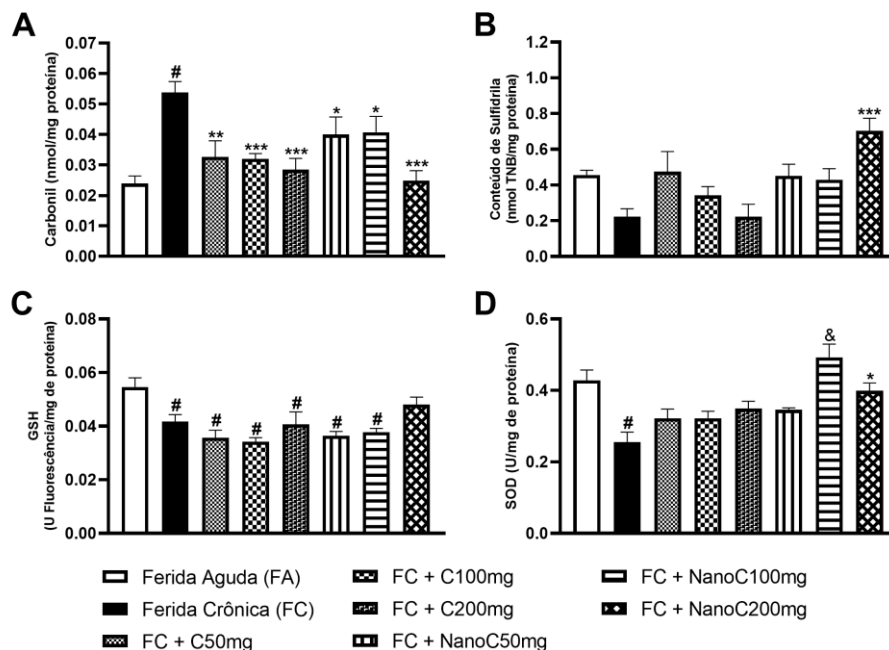 A
Carbonil (nmol/mg proteína)
0.07
0.06
0.05
0.04
0.03
0.02
0.01
0.00
#
**
***
***
*
*
***
B
Conteúdo de Sulfidrila
(nmol TNB/mg proteína)
1.2
1.0
0.8
0.6
0.4
0.2
0.0
***
C
GSH
(U Fluorescência/mg de proteína)
0.08
0.06
0.04
0.02
0.00
#
#
#
#
#
#
D
SOD (U/mg de proteína)
0.6
0.4
0.2
0.0
#
&
*
Ferida Aguda (FA)
FC + C100mg
FC + NanoC100mg
Ferida Crônica (FC)
FC + C200mg
FC + NanoC200mg
FC + C50mg
FC + NanoC50mg